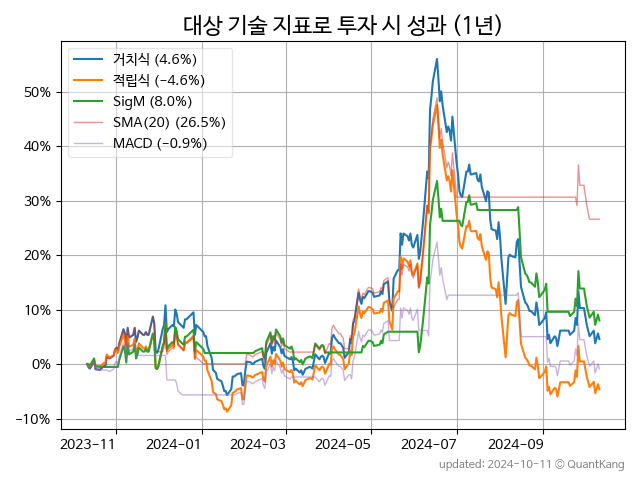 대상 기술 지표로 투자 시 성과 (1년)
거치식 (4.6%)
적립식 (−4.6%)
SigM (8.0%)
SMA(20) (26.5%)
MACD (−0.9%)
50%
40%
30%
20%
10%
0%
−10%
2023-11 2024-01 2024-03 2024-05 2024-07 2024-09
updated: 2024-10-11 © QuantKang